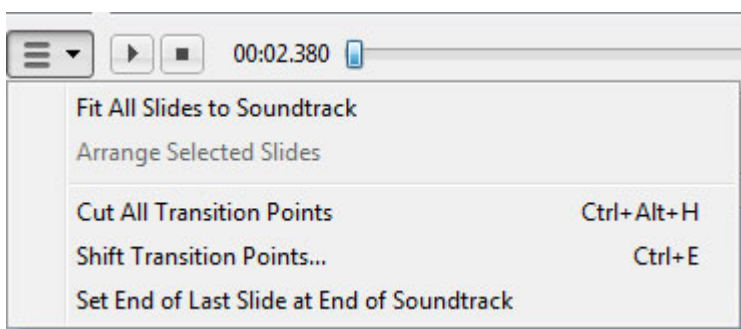 00:02.380
Fit All Slides to Soundtrack
Arrange Selected Slides
Cut All Transition Points Ctrl+Alt+H
Shift Transition Points... Ctrl+E
Set End of Last Slide at End of Soundtrack